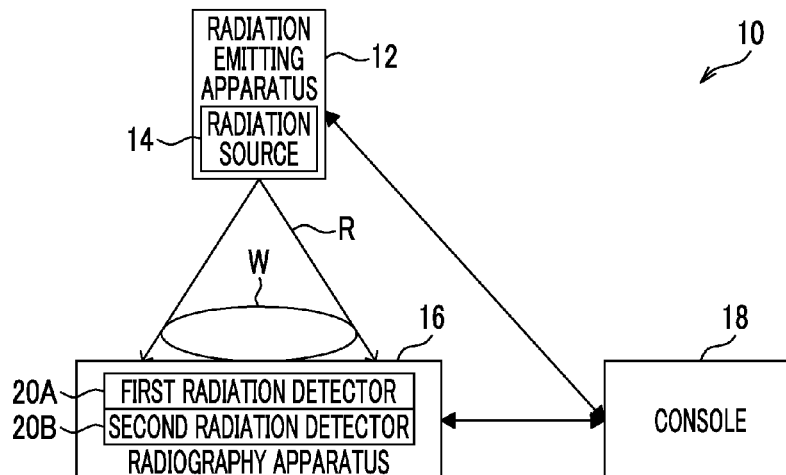 RADIATION
EMITTING
APPARATUS
12
10
14
RADIATION
SOURCE
R
W
16
18
20A
FIRST RADIATION DETECTOR
20B
SECOND RADIATION DETECTOR
RADIOGRAPHY APPARATUS
CONSOLE